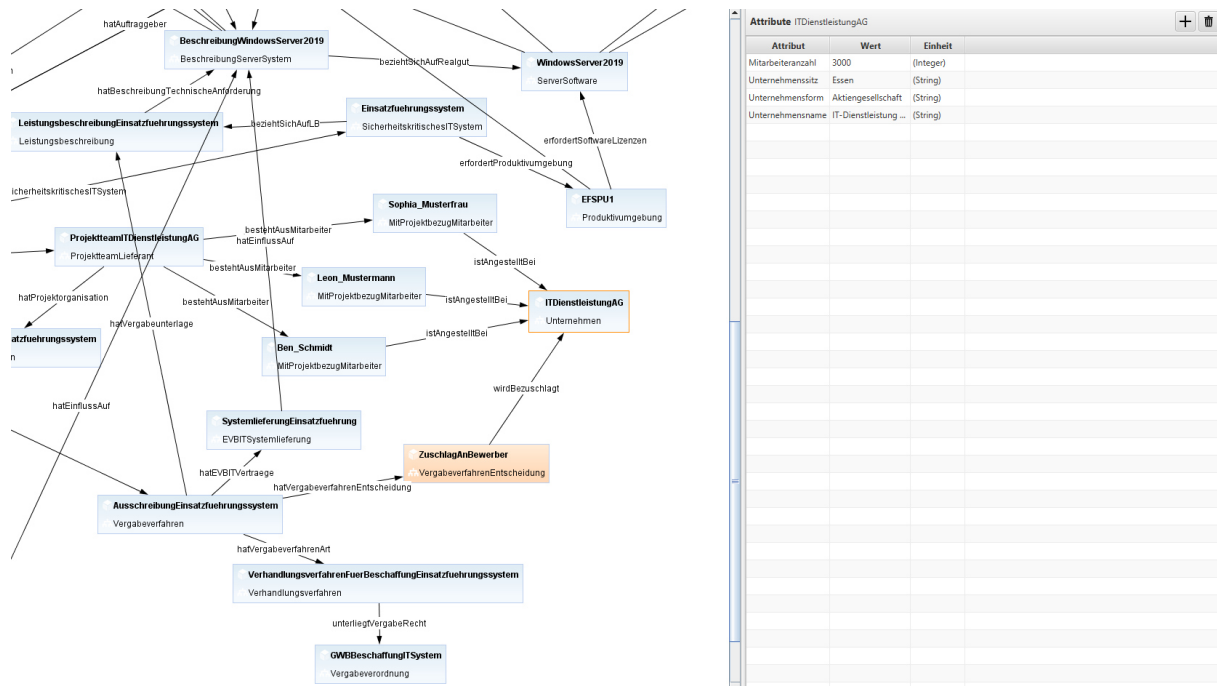 hatAuftraggeber
BeschreibungWindowsServer2019
BeschreibungServerSystem
beziehtSichAufRealgut
WindowsServer2019
ServerSoftware
hatBeschreibungTechnischeAnforderung
LeistungsbeschreibungEinsatzfuehrungssystem
Leistungsbeschreibung
beziehtSichAufLB
Einsatzfuehrungssystem
SicherheitskritischesITSystem
erfordertSoftwareLizenzen
erfordertProduktivumgebung
icherheitskritischesITSystem
EFSPU1
Produktivumgebung
Sophia_Musterfrau
MitProjektbezugMitarbeiter
bestehtAusMitarbeiter
hatEinflussAuf
ProjektteamITDienstleistungAG
ProjektteamLieferant
istAngestelltBei
bestehtAusMitarbeiter
Leon_Mustermann
MitProjektbezugMitarbeiter
istAngestelltBei
ITDienstleistungAG
Unternehmen
hatProjektorganisation
bestehtAusMitarbeiter
hatVergabeunterlage
istAngestelltBei
atzfuehrungssystem
n
Ben_Schmidt
MitProjektbezugMitarbeiter
wirdBezuschlagt
hatEinflussAuf
SystemlieferungEinsatzfuehrung
EVBITSystemlieferung
ZuschlagAnBewerber
VergabeverfahrenEntscheidung
hatEVBITVertraege
hatVergabeverfahrenEntscheidung
AusschreibungEinsatzfuehrungssystem
Vergabeverfahren
hatVergabeverfahrenArt
VerhandlungsverfahrenFuerBeschaffungEinsatzfuehrungssystem
Verhandlungsverfahren
unterliegtVergabeRecht
GWBBeschaffungITSystem
Vergabeverordnung
Attribute ITDienstleistungAG
Attribut Wert Einheit
Mitarbeiteranzahl 3000 (Integer)
Unternehmenssitz Essen (String)
Unternehmensform Aktiengesellschaft (String)
Unternehmensname IT-Dienstleistung ... (String)